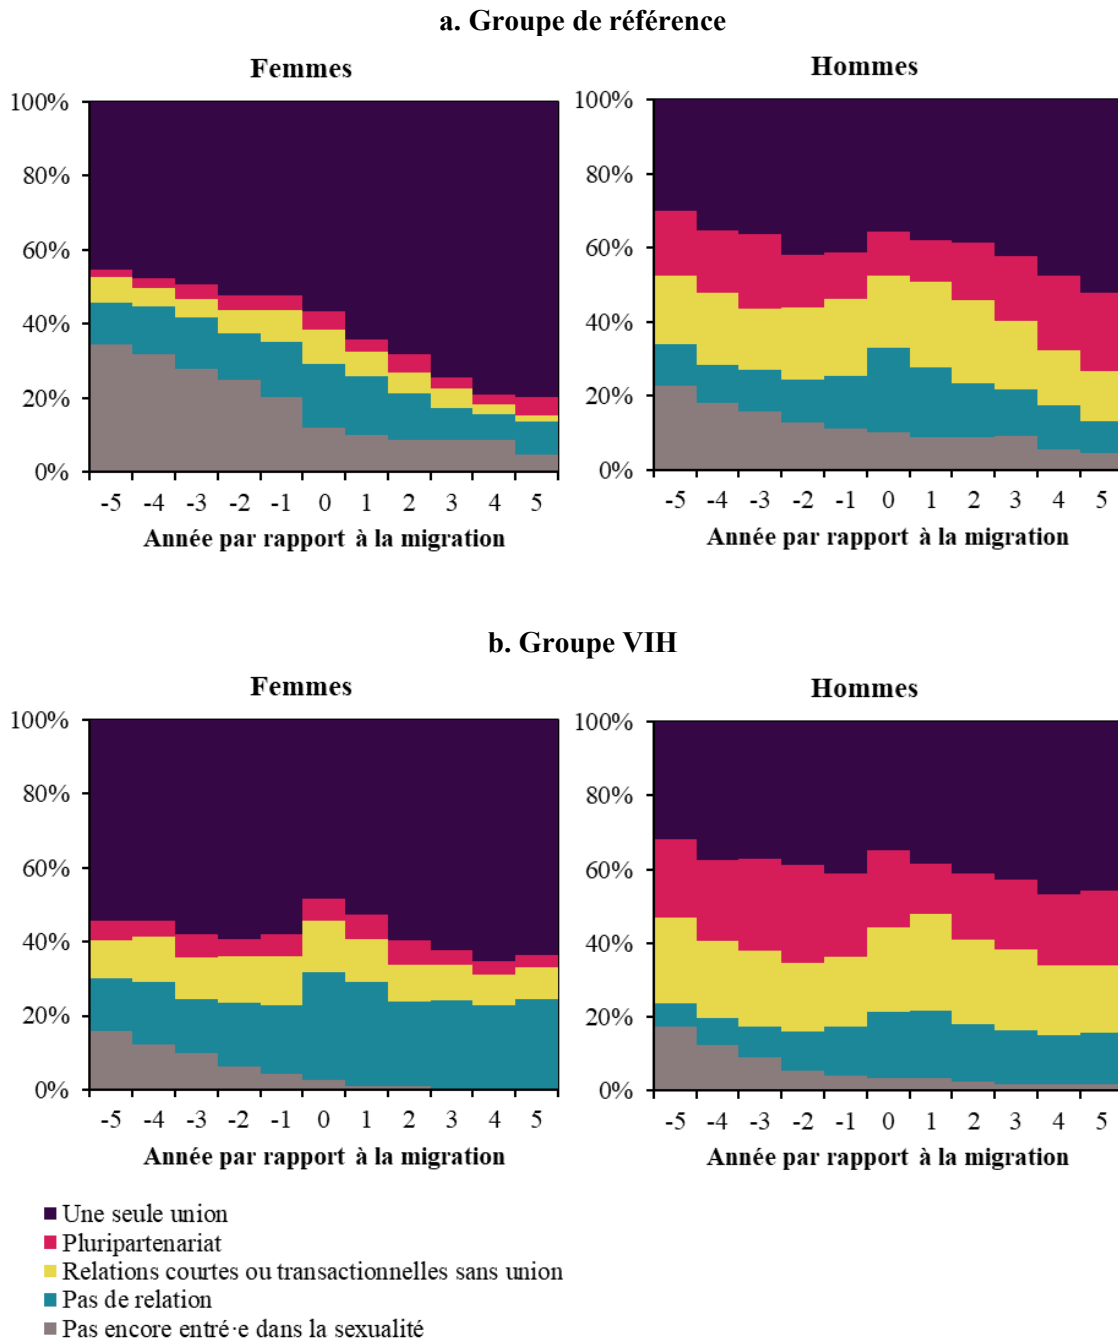 a. Groupe de référence
Femmes
100%
80%
60%
40%
20%
0%
-5 -4 -3 -2 -1 0 1 2 3 4 5
Année par rapport à la migration
Hommes
100%
80%
60%
40%
20%
0%
-5 -4 -3 -2 -1 0 1 2 3 4 5
Année par rapport à la migration
b. Groupe VIH
Femmes
100%
80%
60%
40%
20%
0%
-5 -4 -3 -2 -1 0 1 2 3 4 5
Année par rapport à la migration
Hommes
100%
80%
60%
40%
20%
0%
-5 -4 -3 -2 -1 0 1 2 3 4 5
Année par rapport à la migration
Une seule union
Pluripartenariat
Relations courtes ou transactionnelles sans union
Pas de relation
Pas encore entré·e dans la sexualité